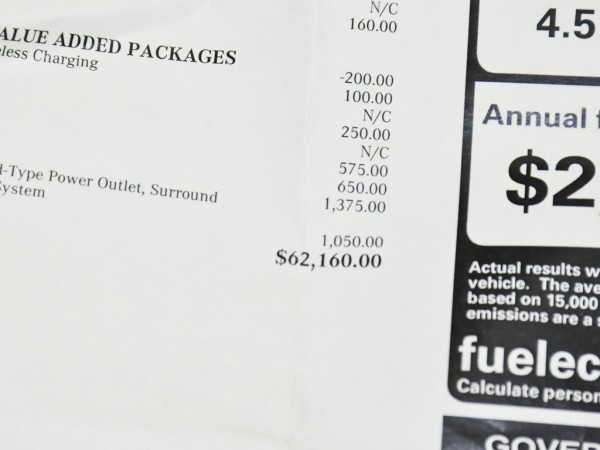 N/C
160.00
ALUE ADDED PACKAGES
eless Charging
-200.00
100.00
N/C
250.00
N/C
575.00
d-Type Power Outlet, Surround
650.00
System
1,375.00
1,050.00
$62,160.00
4.5
Annual f
$2,
Actual results w
vehicle. The ave
based on 15,000
emissions are a s
fuelec
Calculate person
GOVER